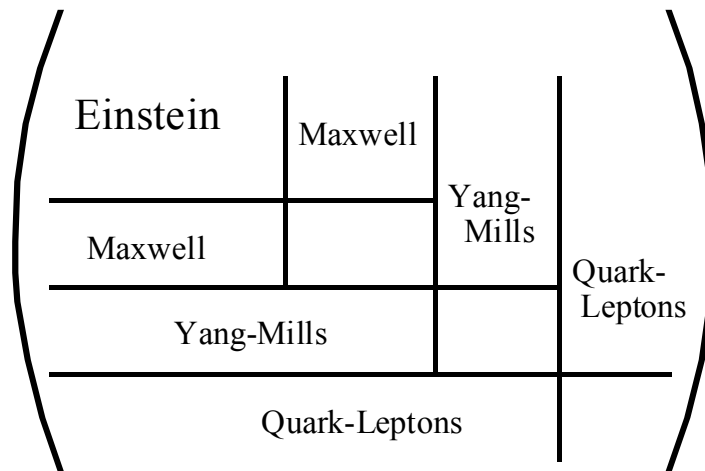 Einstein
Maxwell
Yang-
Mills
Maxwell
Quark-
Leptons
Yang-Mills
Quark-Leptons